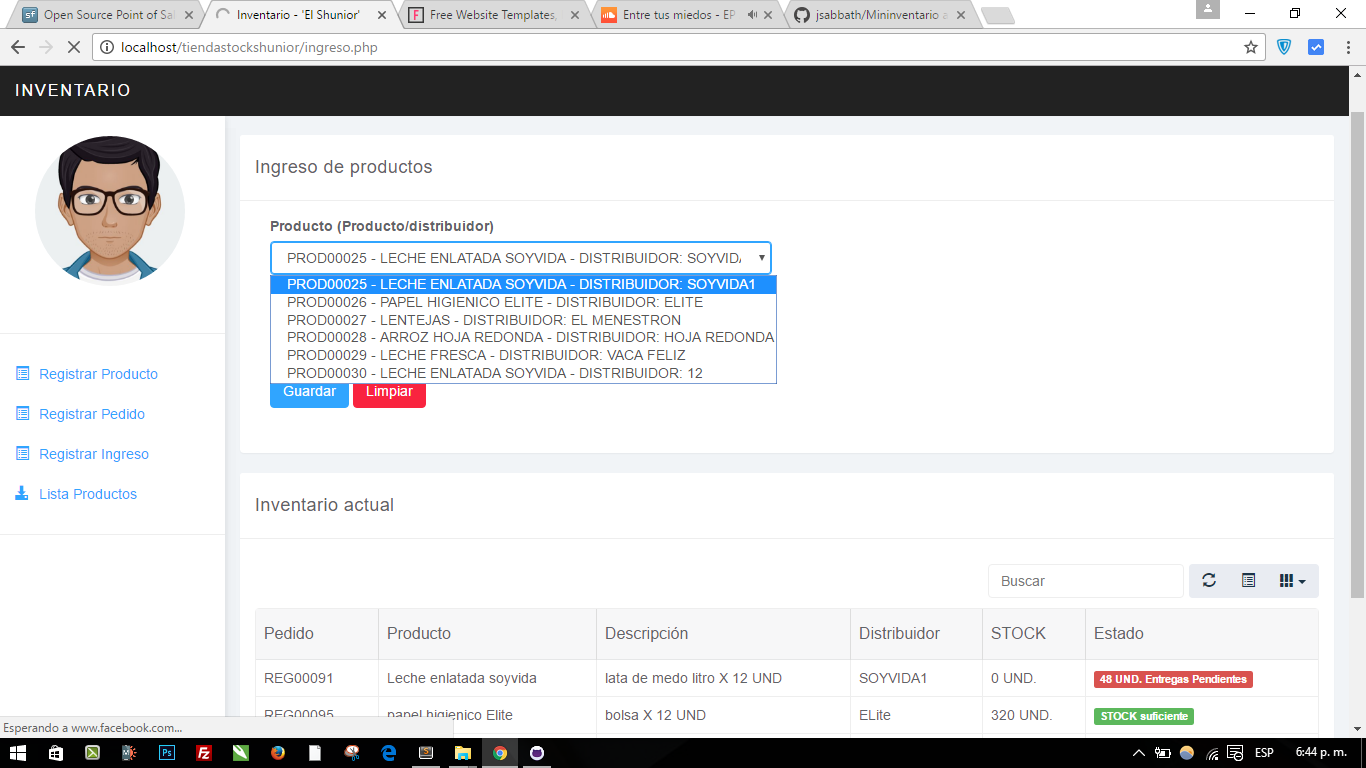 Open Source Point of Sal
Inventario - 'El Shunior'
Free Website Templates,
Entre tus miedos - EP
jsabbath/Mininventario a
localhost/tiendastockshunior/ingreso.php
INVENTARIO
Registrar Producto
Registrar Pedido
Registrar Ingreso
Lista Productos
Ingreso de productos
Producto (Producto/distribuidor)
PROD00025 - LECHE ENLATADA SOYVIDA - DISTRIBUIDOR: SOYVIDA
PROD00025 - LECHE ENLATADA SOYVIDA - DISTRIBUIDOR: SOYVIDA1
PROD00026 - PAPEL HIGIENICO ELITE - DISTRIBUIDOR: ELITE
PROD00027 - LENTEJAS - DISTRIBUIDOR: EL MENESTRON
PROD00028 - ARROZ HOJA REDONDA - DISTRIBUIDOR: HOJA REDONDA
PROD00029 - LECHE FRESCA - DISTRIBUIDOR: VACA FELIZ
PROD00030 - LECHE ENLATADA SOYVIDA - DISTRIBUIDOR: 12
Guardar Limpiar
Inventario actual
Buscar
Pedido Producto Descripción Distribuidor STOCK Estado
REG00091 Leche enlatada soyvida lata de medo litro X 12 UND SOYVIDA1 0 UND. 48 UND. Entregas Pendientes
REG00095 papel higienico Elite bolsa X 12 UND ELite 320 UND. STOCK suficiente
Esperando a www.facebook.com...
ESP 6:44 p. m.